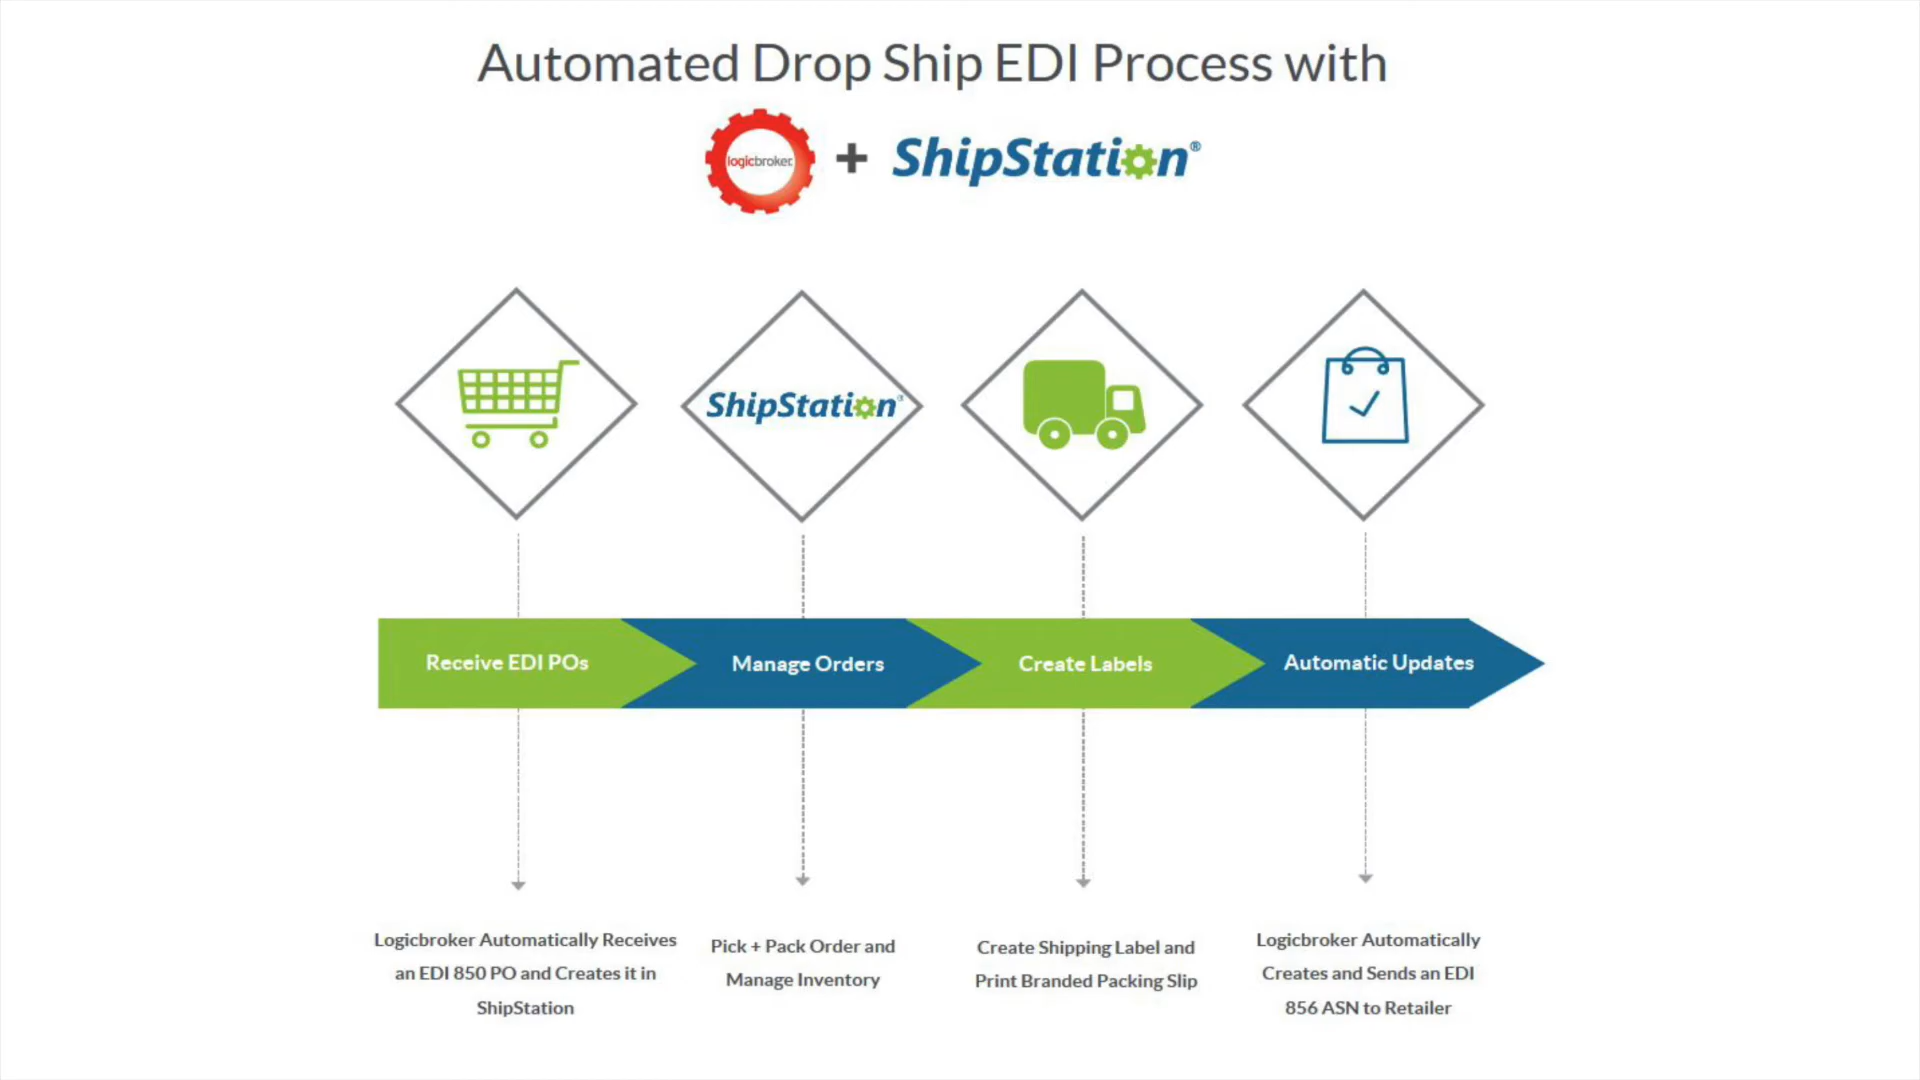 Automated Drop Ship EDI Process with
logicbroker + ShipStation®
ShipStation
Receive EDI POs
Manage Orders
Create Labels
Automatic Updates
Logicbroker Automatically Receives
an EDI 850 PO and Creates it in
ShipStation
Pick + Pack Order and
Manage Inventory
Create Shipping Label and
Print Branded Packing Slip
Logicbroker Automatically
Creates and Sends an EDI
856 ASN to Retailer